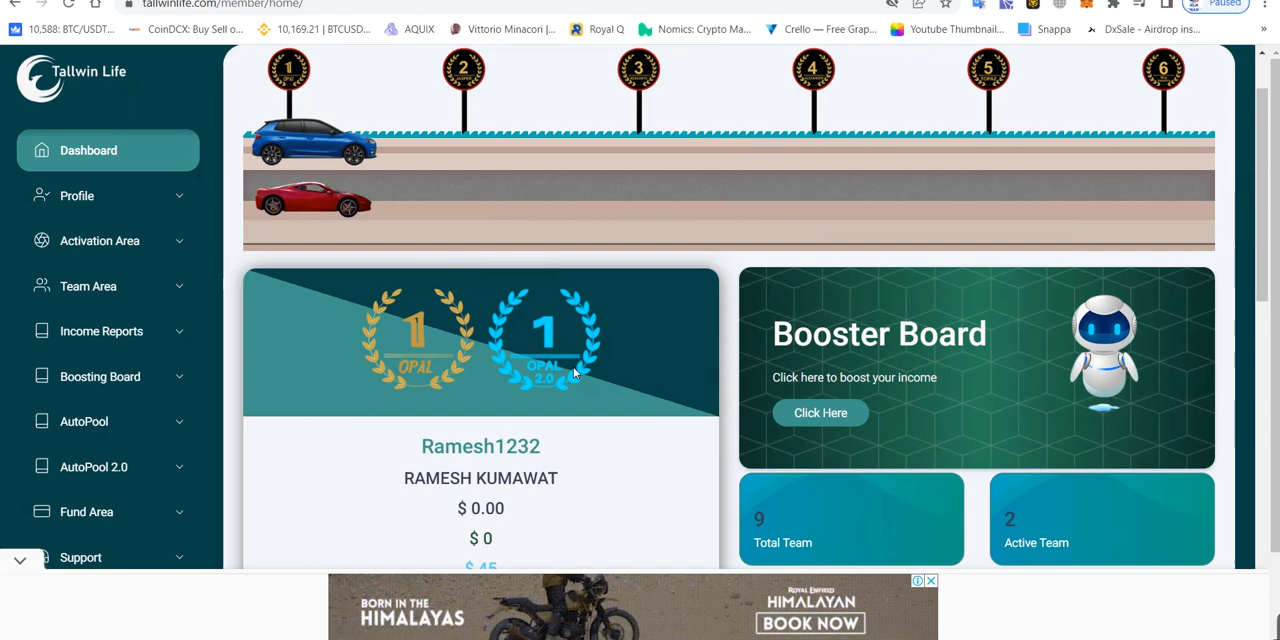 tallwinlife.com/member/home/
Paused
10,588: BTC/USDT...
CoinDCX: Buy Sell o...
10,169.21 | BTCUSD...
AQUIX
Vittorio Minacori |...
Royal Q
Nomics: Crypto Ma...
Crello — Free Grap...
Youtube Thumbnail...
Snappa
DxSale - Airdrop ins...
»
Tallwin Life
1
OPAL
2
JASPER
3
4
5
TOPAZ
6
Dashboard
Profile
Activation Area
Team Area
Income Reports
Boosting Board
AutoPool
AutoPool 2.0
Fund Area
Support
1
OPAL
1
OPAL
2.0
Ramesh1232
RAMESH KUMAWAT
$ 0.00
$ 0
$ 45
Booster Board
Click here to boost your income
Click Here
9
Total Team
2
Active Team
BORN IN THE
HIMALAYAS
ROYAL ENFIELD
HIMALAYAN
BOOK NOW